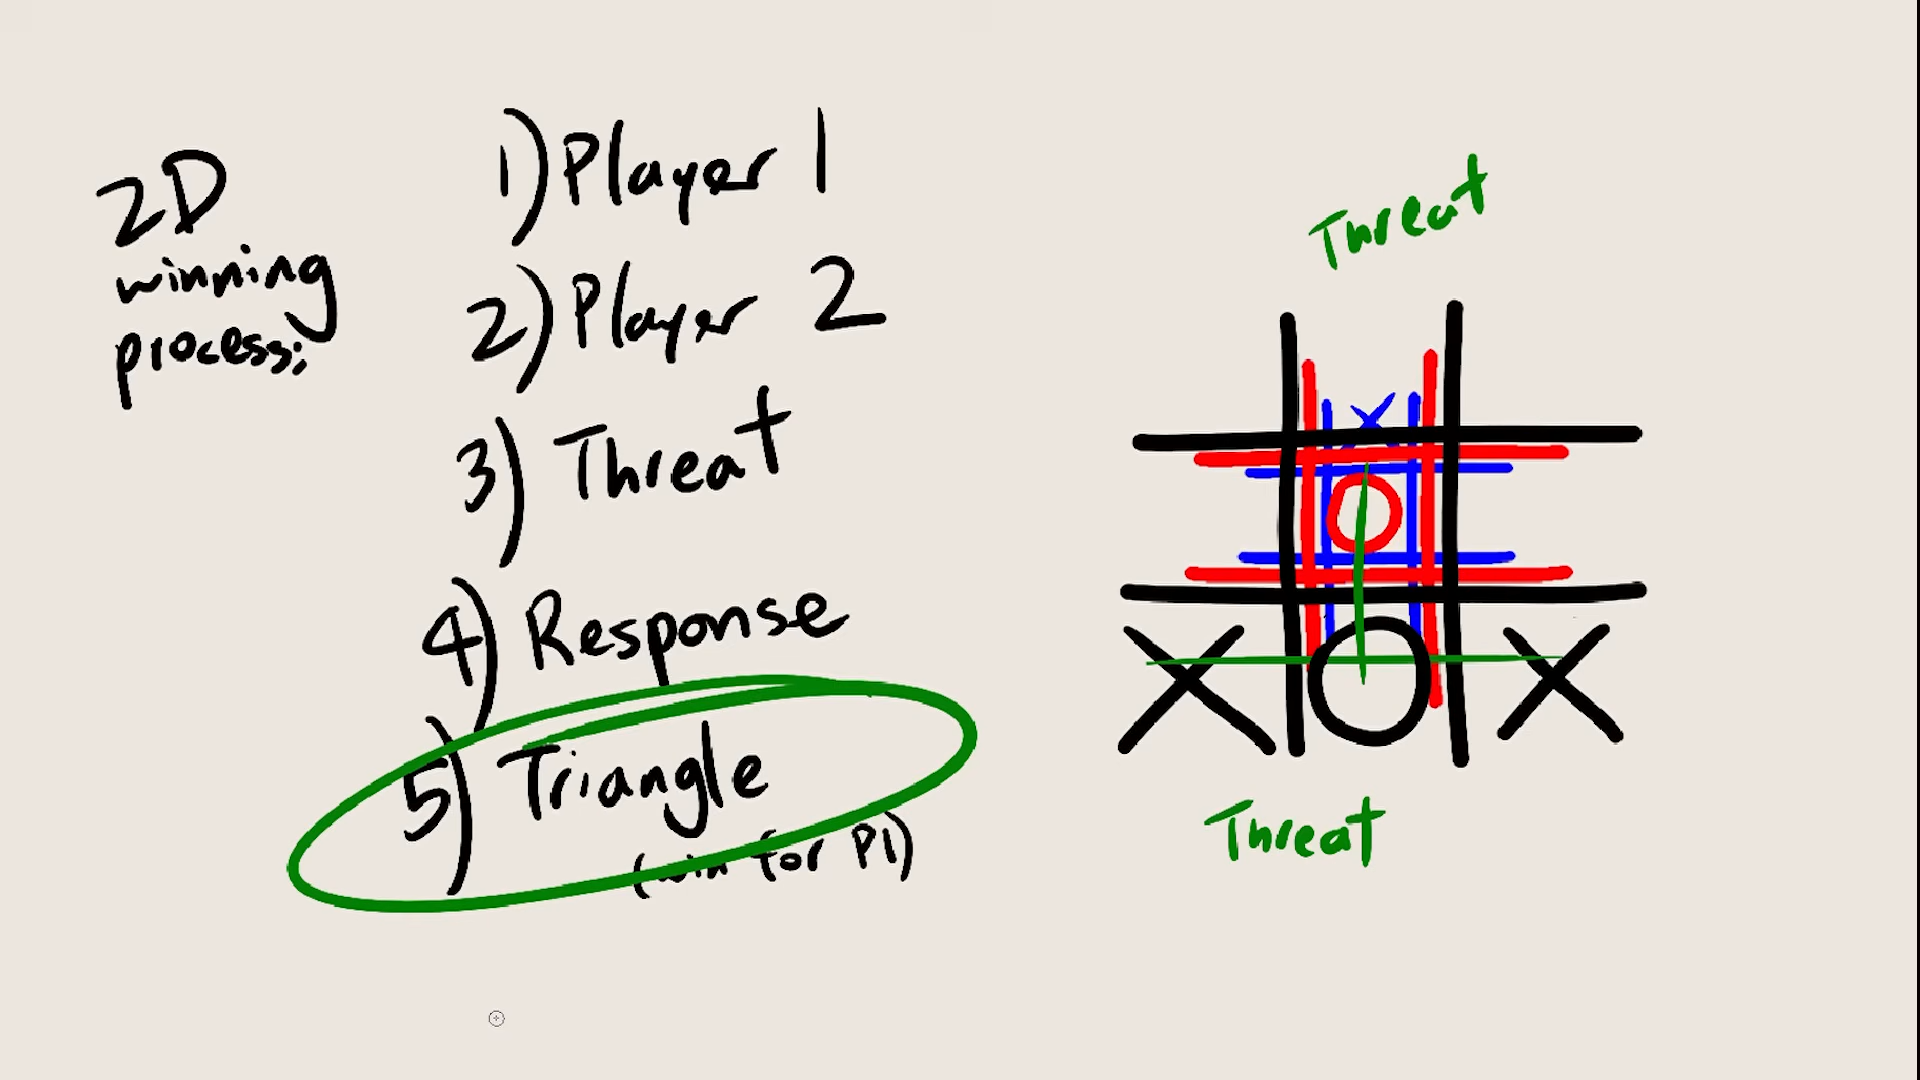 2D
winning
process:
1) Player 1
2) Player 2
3) Threat
4) Response
5) Triangle
(win for P1)
Threat
X
O
X O X
Threat